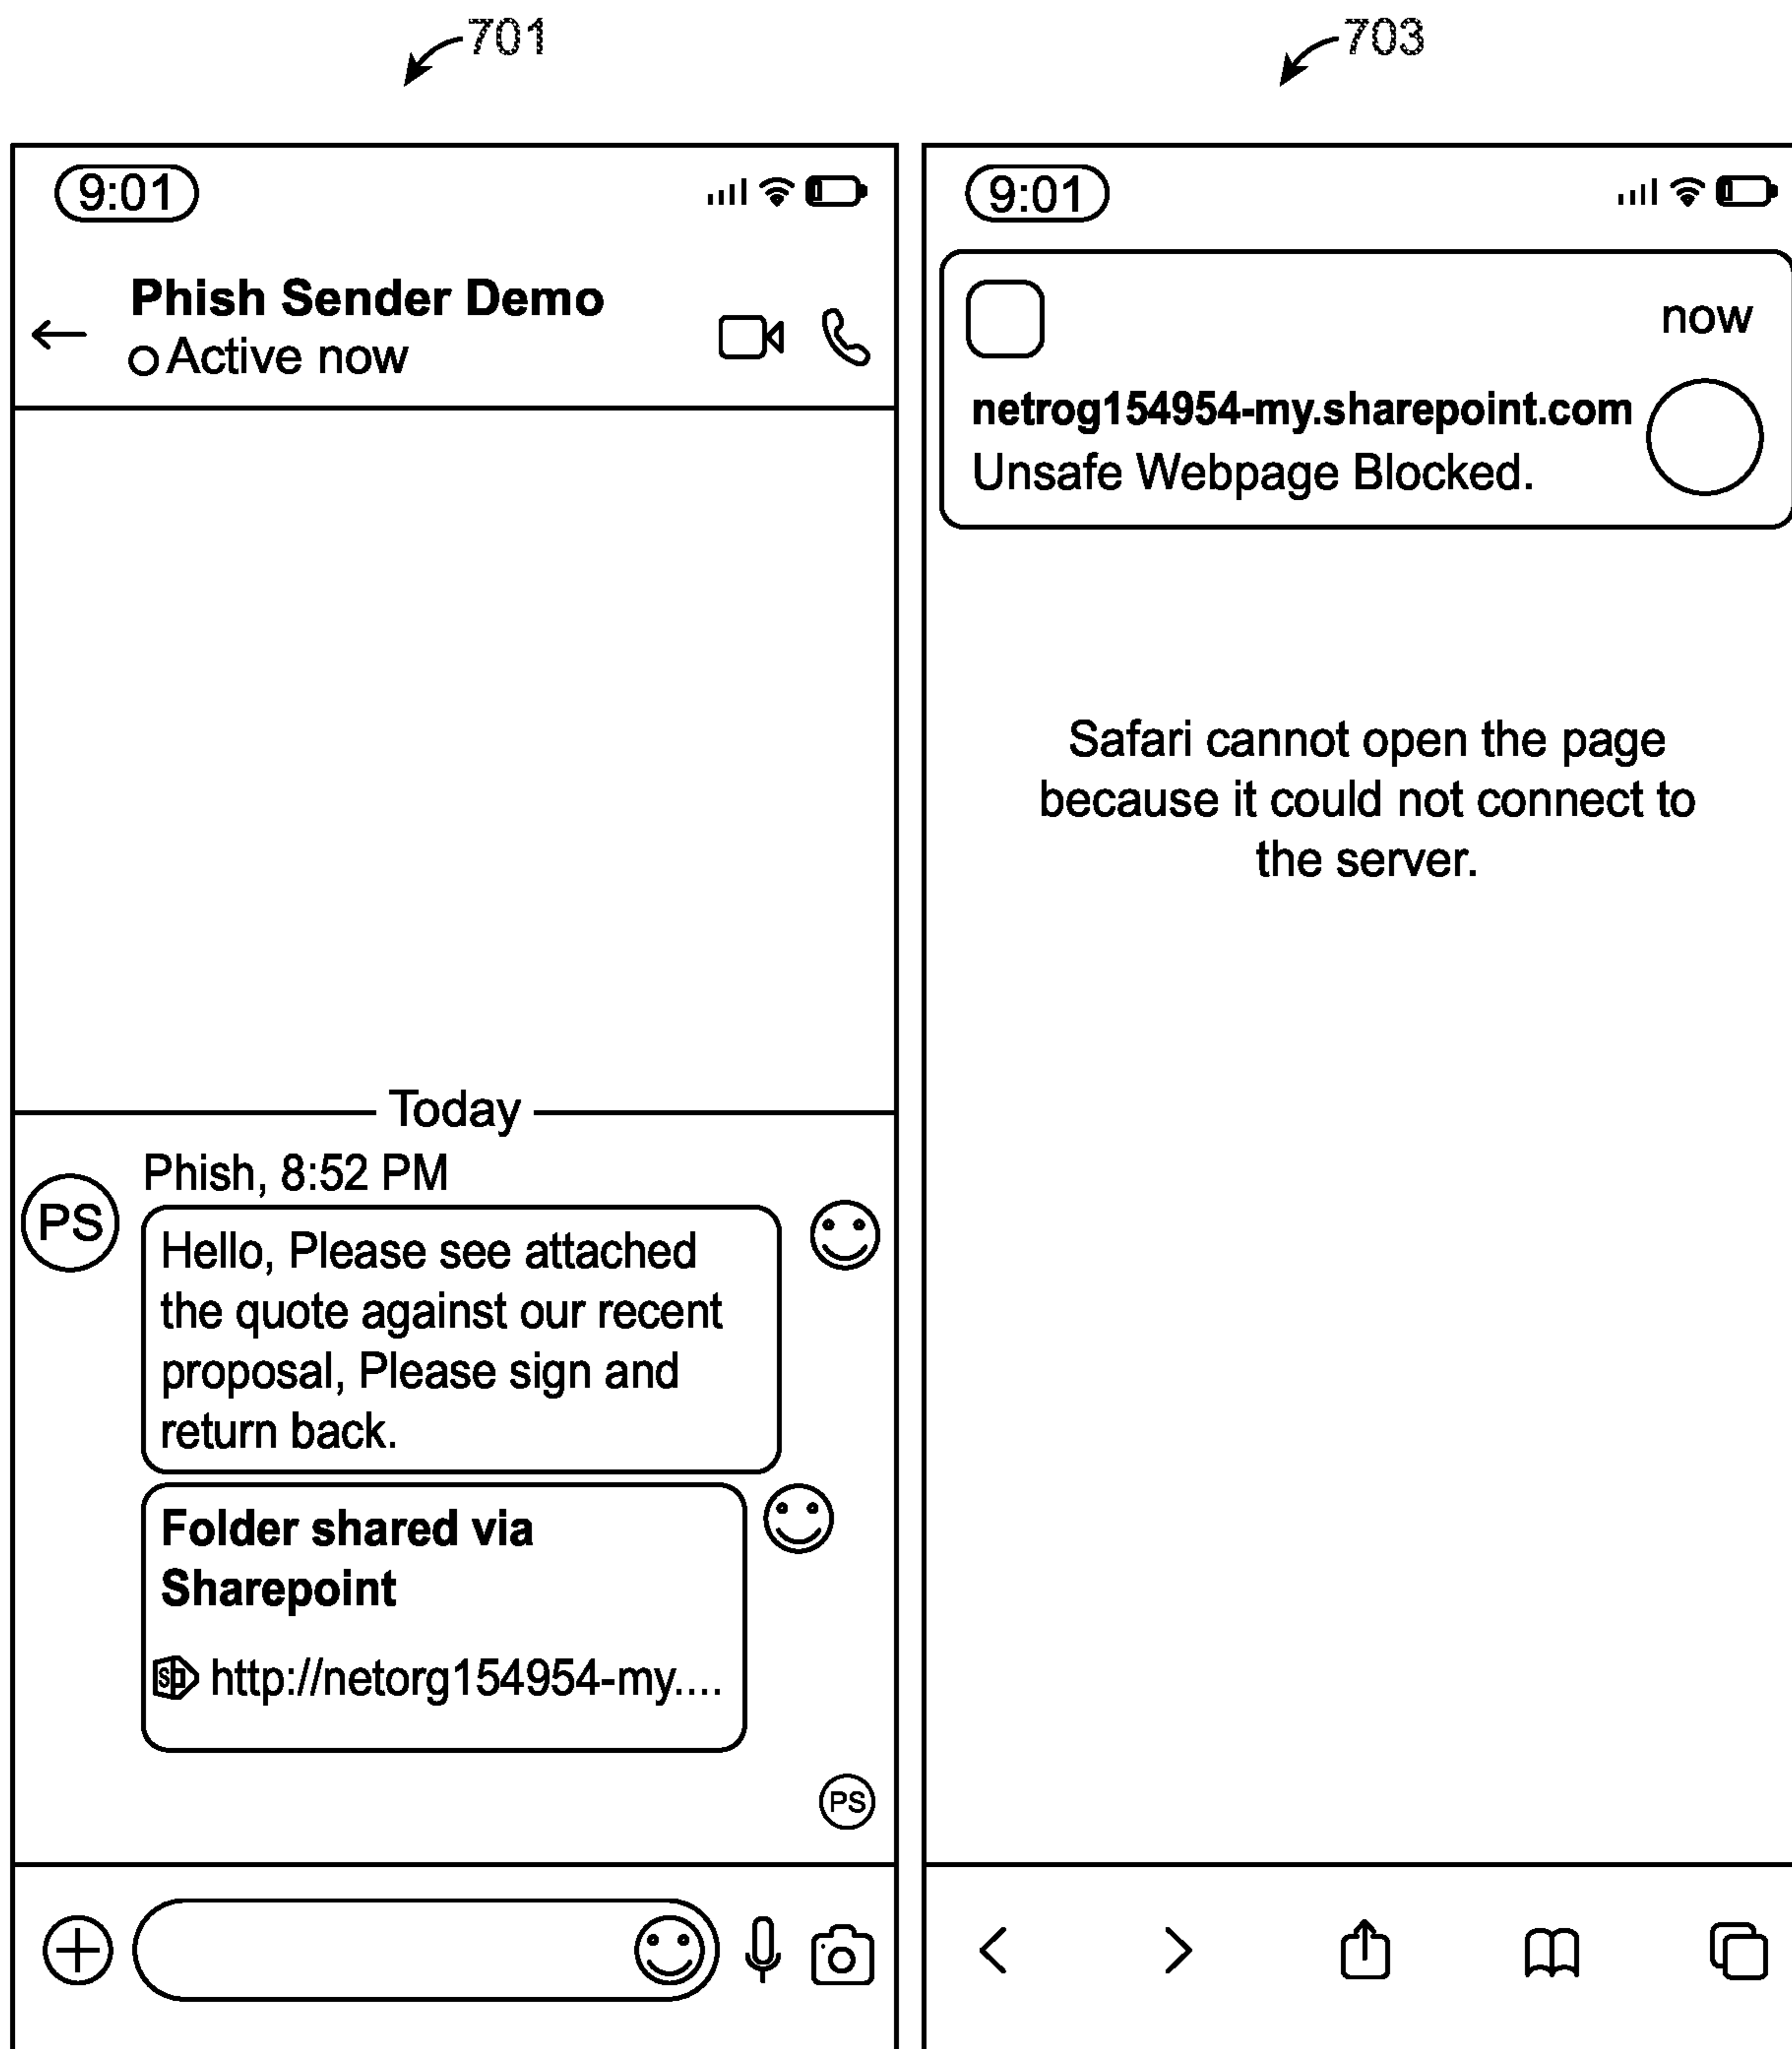 701
703
9:01
Phish Sender Demo
Active now
Today
Phish, 8:52 PM
PS
Hello, Please see attached
the quote against our recent
proposal, Please sign and
return back.
Folder shared via
Sharepoint
S http://netorg154954-my....
PS
9:01
now
netrog154954-my.sharepoint.com
Unsafe Webpage Blocked.
Safari cannot open the page
because it could not connect to
the server.